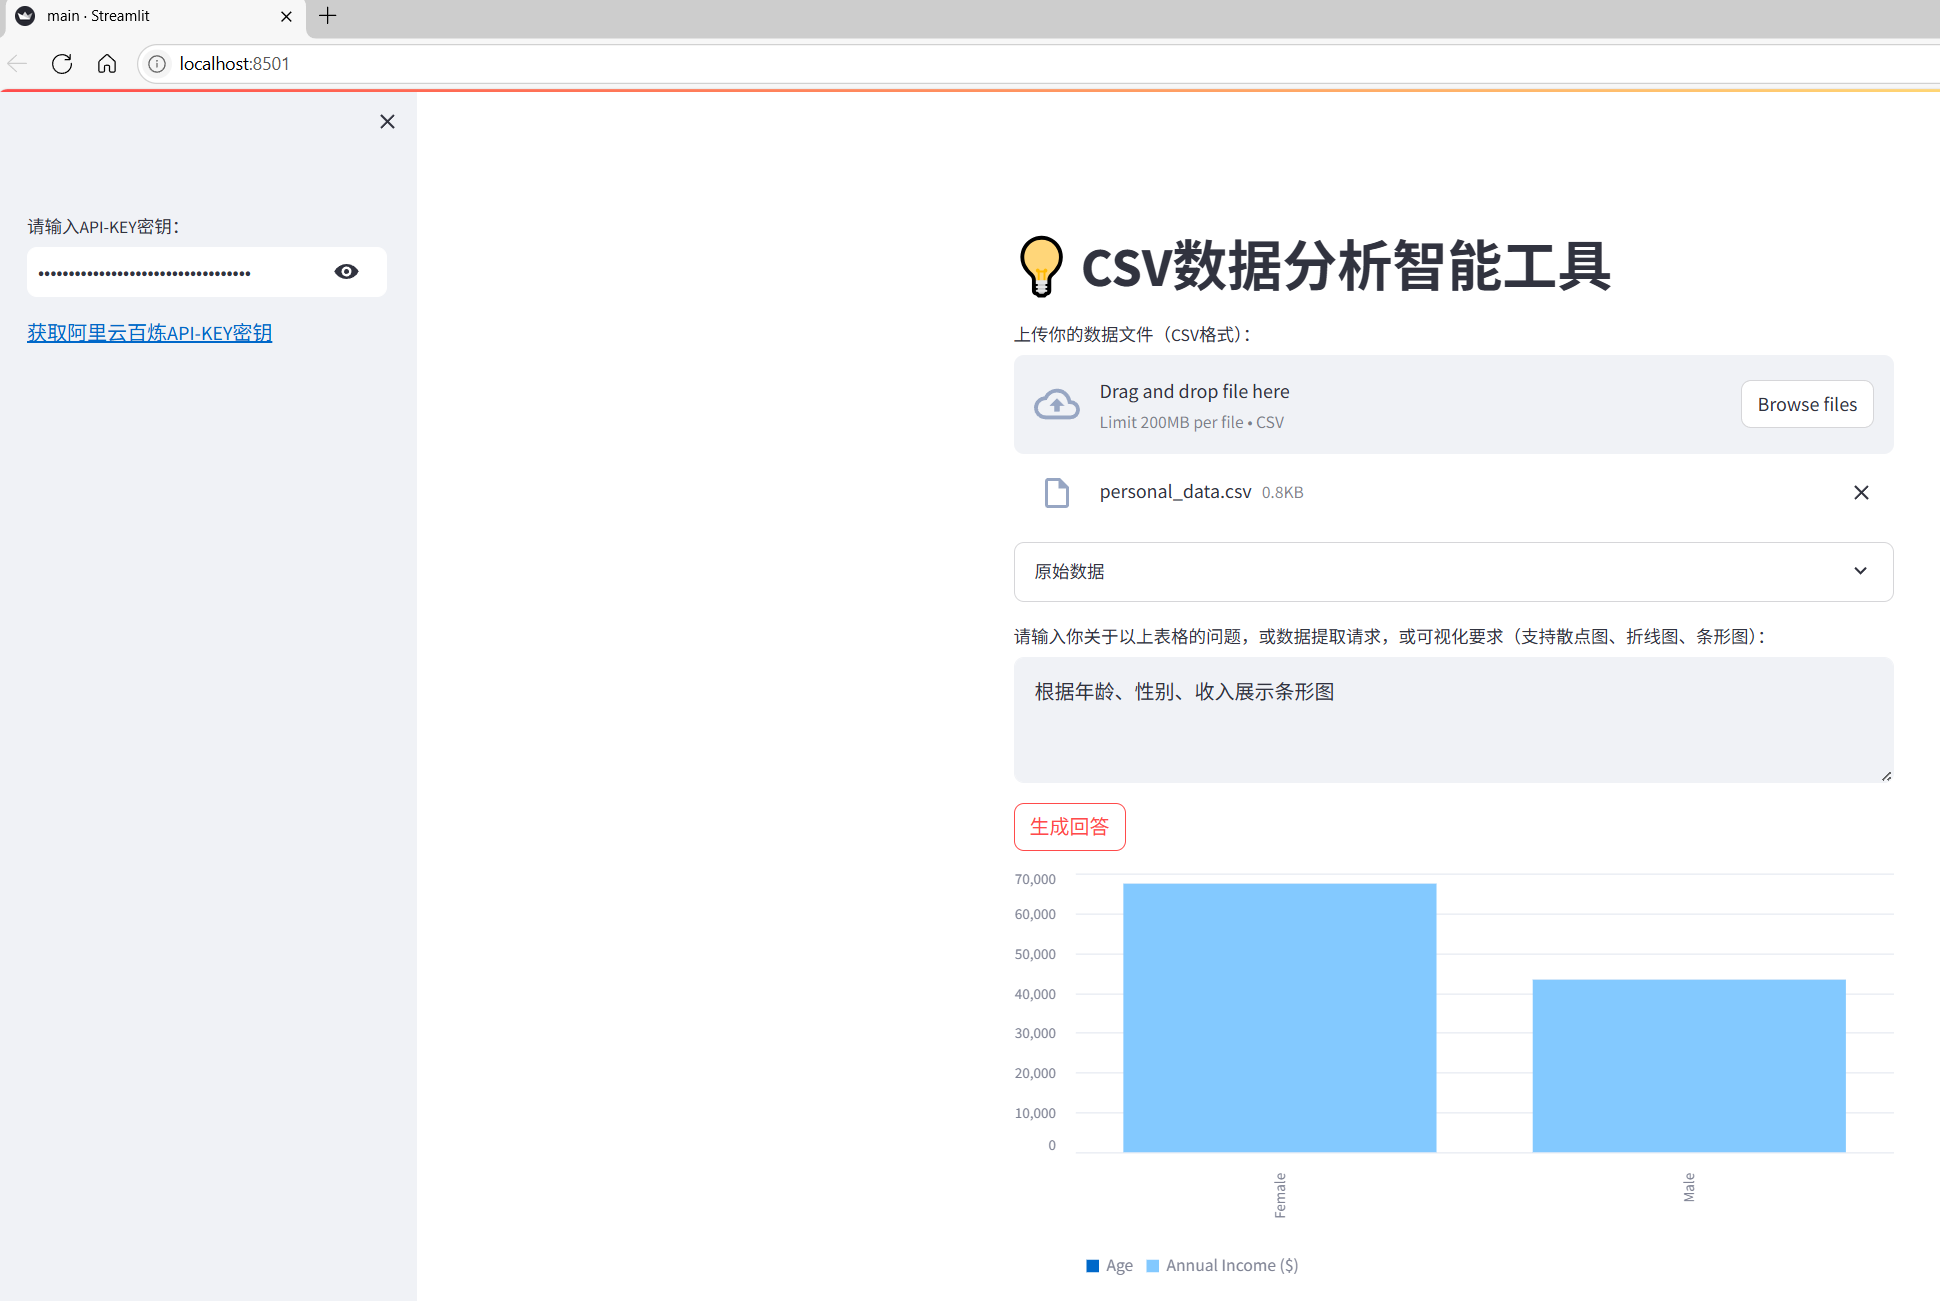 main · Streamlit
localhost:8501
请输入API-KEY密钥：
••••••••••••••••••••••••••••••••••••
获取阿里云百炼API-KEY密钥
CSV数据分析智能工具
上传你的数据文件（CSV格式）：
Drag and drop file here
Limit 200MB per file • CSV
Browse files
personal_data.csv 0.8KB
原始数据
请输入你关于以上表格的问题，或数据提取请求，或可视化要求（支持散点图、折线图、条形图）：
根据年龄、性别、收入展示条形图
生成回答
70,000
60,000
50,000
40,000
30,000
20,000
10,000
0
Female
Male
Age
Annual Income ($)